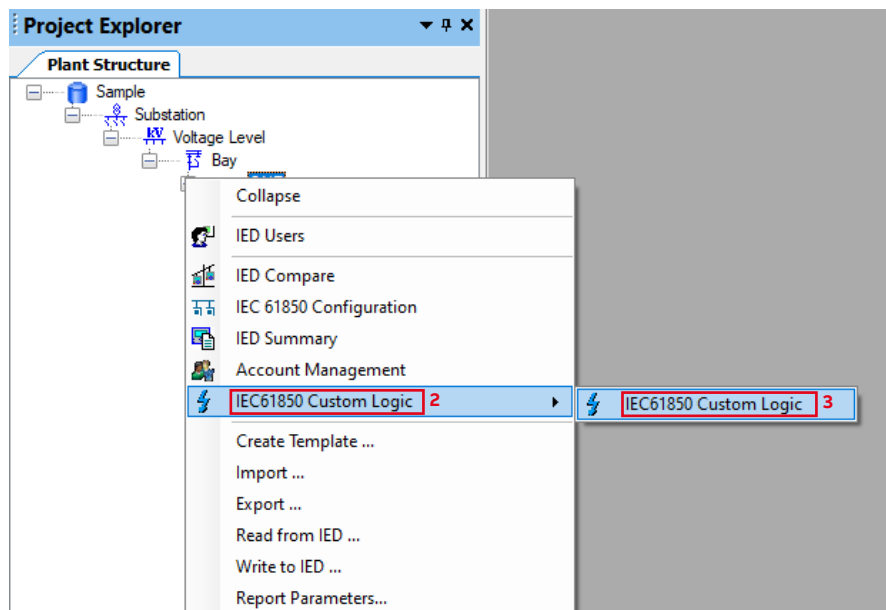 Project Explorer
Plant Structure
Sample
Substation
Voltage Level
Bay
Collapse
IED Users
IED Compare
IEC 61850 Configuration
IED Summary
Account Management
IEC61850 Custom Logic 2
IEC61850 Custom Logic 3
Create Template ...
Import ...
Export ...
Read from IED ...
Write to IED ...
Report Parameters...